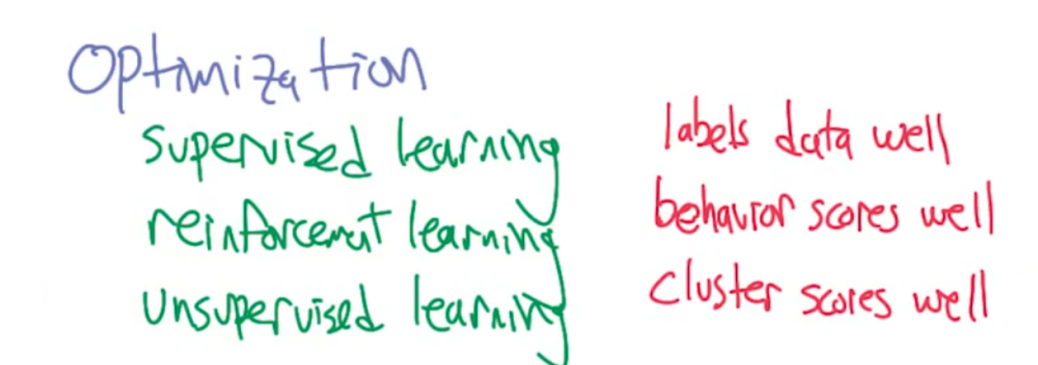 Optimization
supervised learning labels data well
reinforcement learning behavior scores well
unsupervised learning cluster scores well